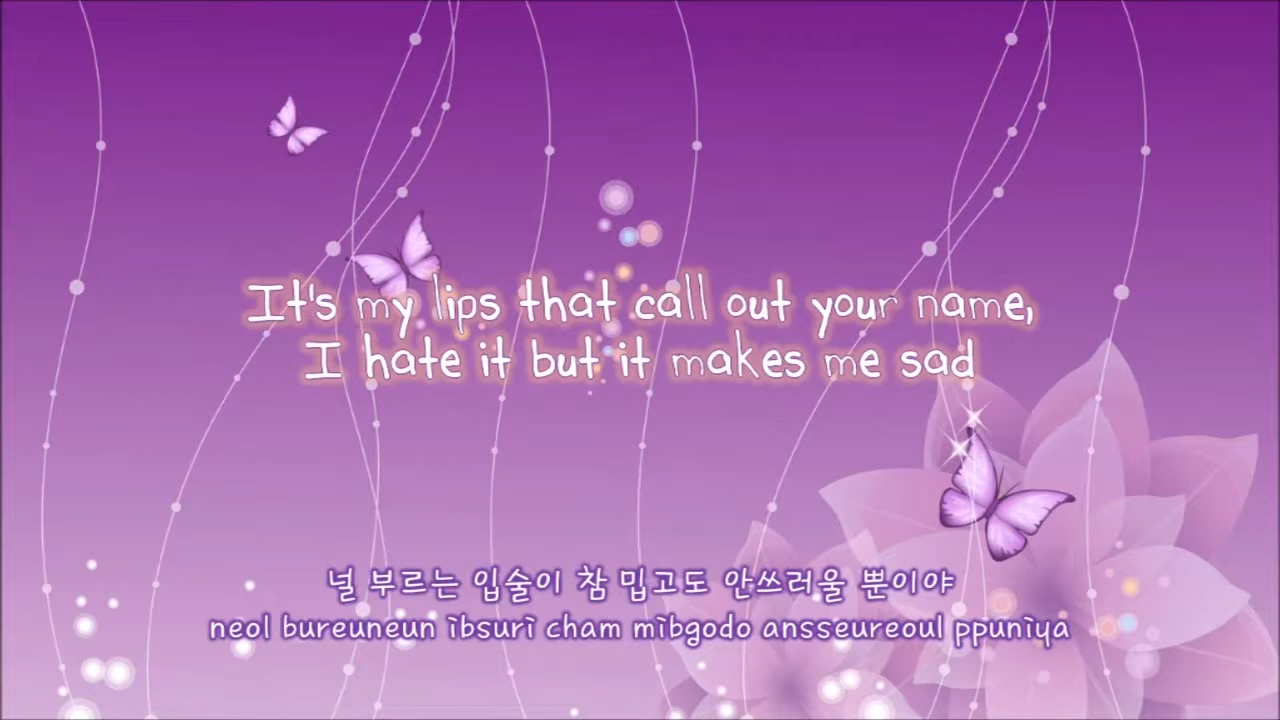 It's my lips that call out your name,
I hate it but it makes me sad
널 부르는 입술이 참 밉고도 안쓰러울 뿐이야
neol bureuneun ibsuri cham mibgodo ansseureoul ppuniya